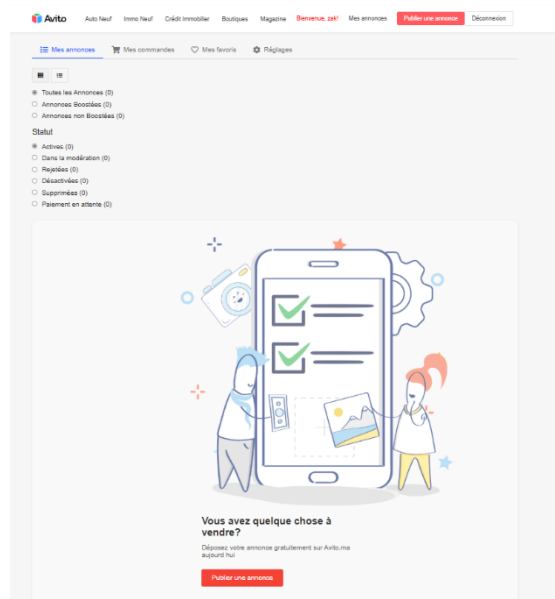 Avito Auto Neuf Immo Neuf Crédit Immobilier Boutiques Magazine Bienvenue, zak! Mes annonces Publier une annonce Déconnexion
Mes annonces Mes commandes Mes favoris Réglages
Toutes les Annonces (0)
Annonces Boostées (0)
Annonces non Boostées (0)
Statut
Actives (0)
Dans la modération (0)
Rejetées (0)
Désactivées (0)
Supprimées (0)
Paiement en attente (0)
Vous avez quelque chose à
vendre?
Déposez votre annonce gratuitement sur Avito.ma
aujourd hui
Publier une annonce